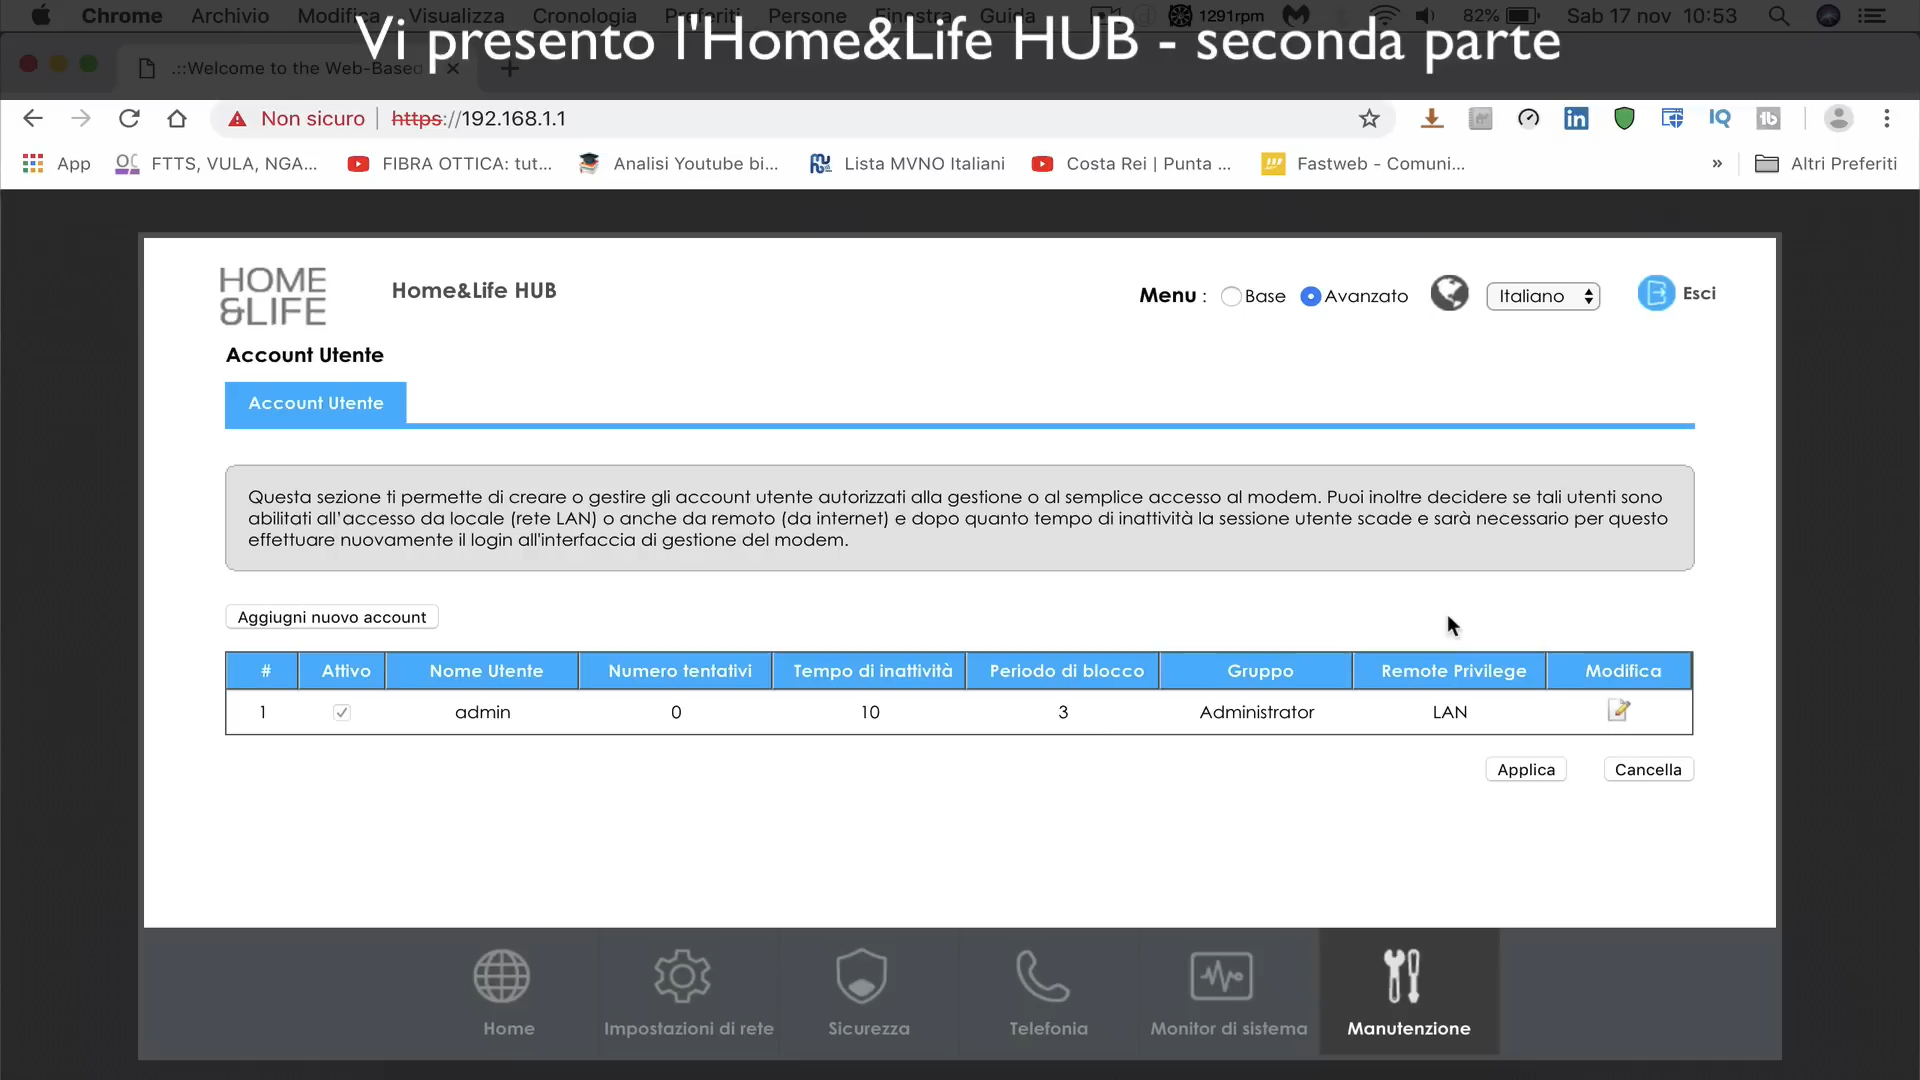 Chrome Archivio Modifica Visualizza Cronologia Preferiti Persone Finestra Guida 1291rpm 82% Sab 17 nov 10:53
Vi presento l'Home&Life HUB - seconda parte
.::Welcome to the Web-Based
Non sicuro https://192.168.1.1
App FTTS, VULA, NGA... FIBRA OTTICA: tut... Analisi Youtube bi... Lista MVNO Italiani Costa Rei | Punta ... Fastweb - Comuni... » Altri Preferiti
HOME
&LIFE
Home&Life HUB
Menu : Base Avanzato Italiano Esci
Account Utente
Account Utente
Questa sezione ti permette di creare o gestire gli account utente autorizzati alla gestione o al semplice accesso al modem. Puoi inoltre decidere se tali utenti sono
abilitati all'accesso da locale (rete LAN) o anche da remoto (da internet) e dopo quanto tempo di inattività la sessione utente scade e sarà necessario per questo
effettuare nuovamente il login all'interfaccia di gestione del modem.
Aggiugni nuovo account
# Attivo Nome Utente Numero tentativi Tempo di inattività Periodo di blocco Gruppo Remote Privilege Modifica
1 admin 0 10 3 Administrator LAN
Applica Cancella
Home Impostazioni di rete Sicurezza Telefonia Monitor di sistema Manutenzione